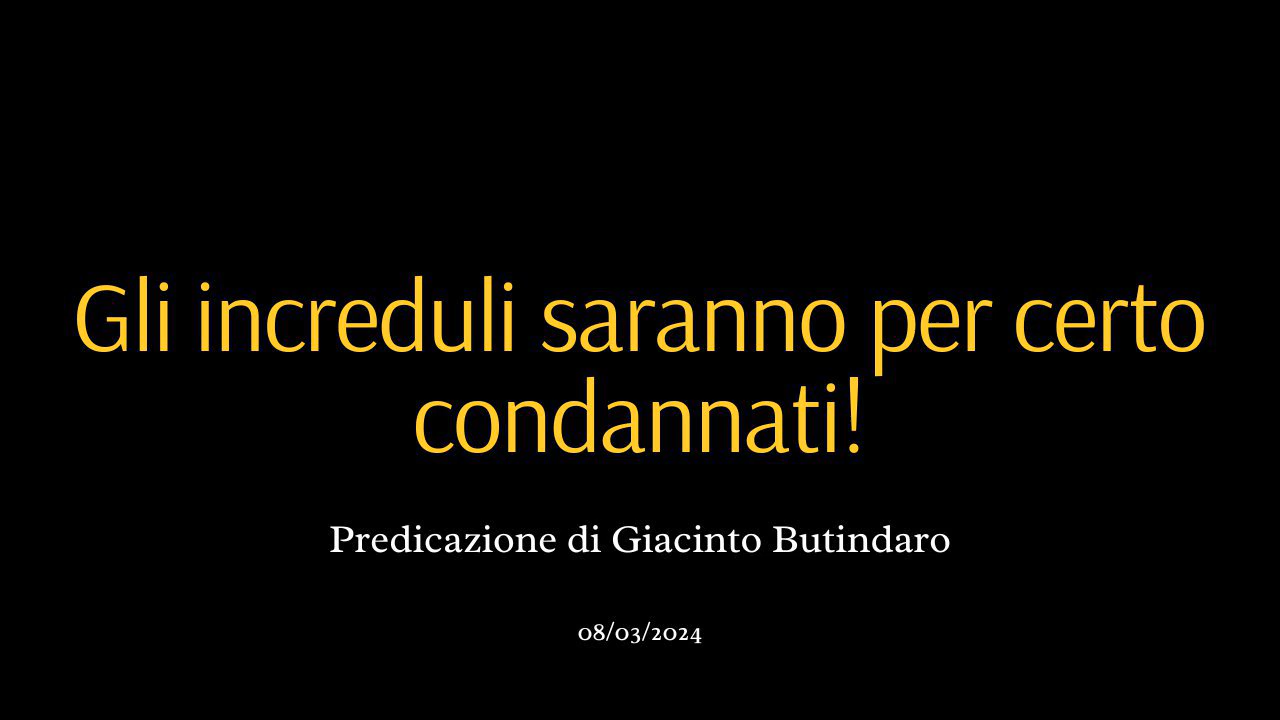 Gli increduli saranno per certo
condannati!
Predicazione di Giacinto Butindaro
08/03/2024